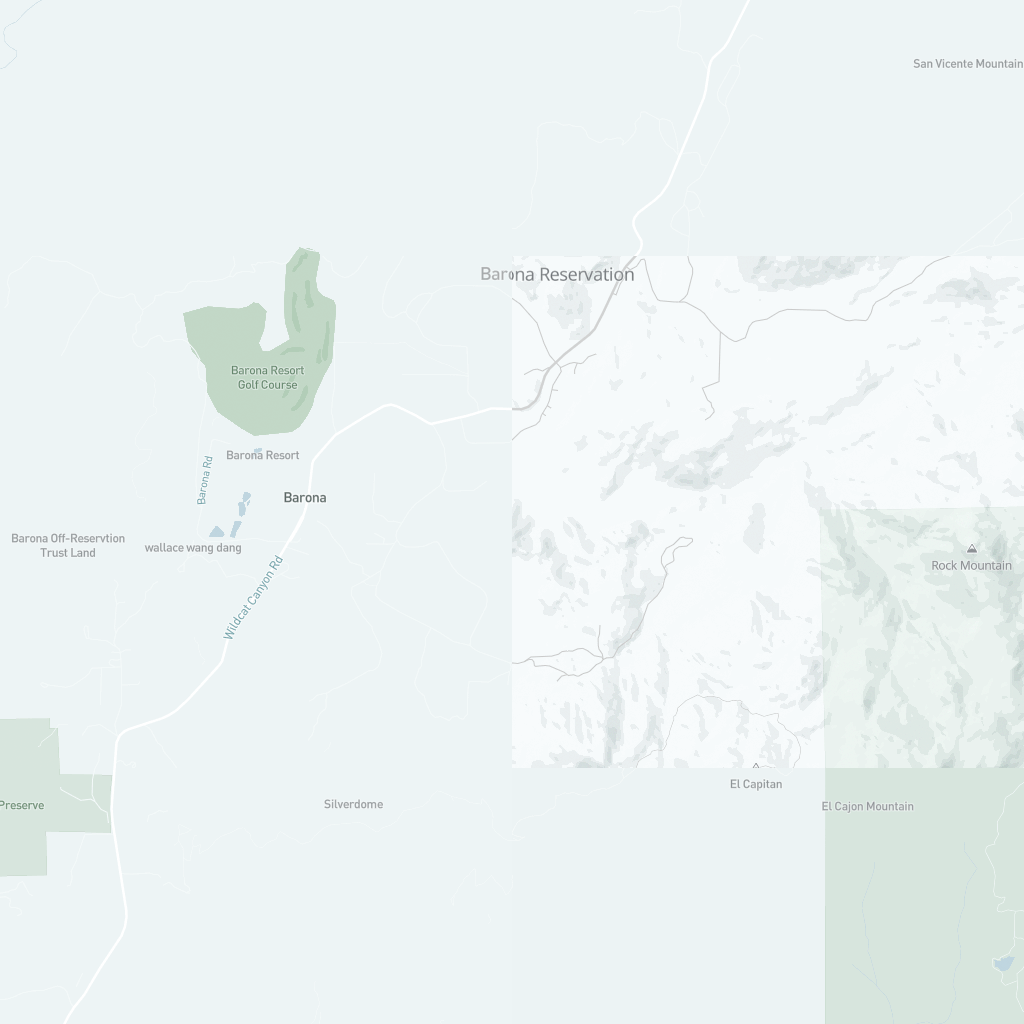 San Vicente Mountain
Barona Reservation
Barona Resort
Golf Course
Barona Resort
Barona Rd
Barona
Barona Off-Reservtion
Trust Land
wallace wang dang
Wildcat Canyon Rd
Rock Mountain
El Capitan
Preserve
Silverdome
El Cajon Mountain